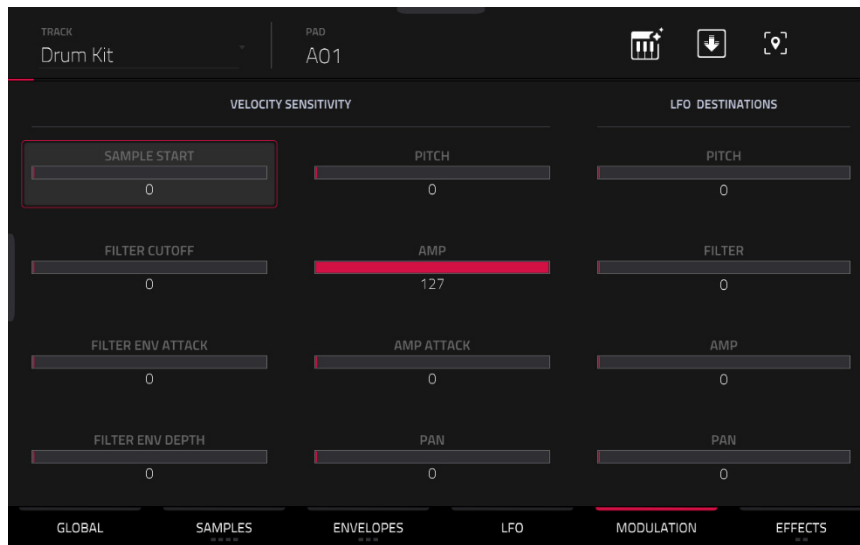 TRACK
Drum Kit
PAD
A01
VELOCITY SENSITIVITY
LFO DESTINATIONS
SAMPLE START
0
PITCH
0
PITCH
0
FILTER CUTOFF
0
AMP
127
FILTER
0
FILTER ENV ATTACK
0
AMP ATTACK
0
AMP
0
FILTER ENV DEPTH
0
PAN
0
PAN
0
GLOBAL
SAMPLES
ENVELOPES
LFO
MODULATION
EFFECTS